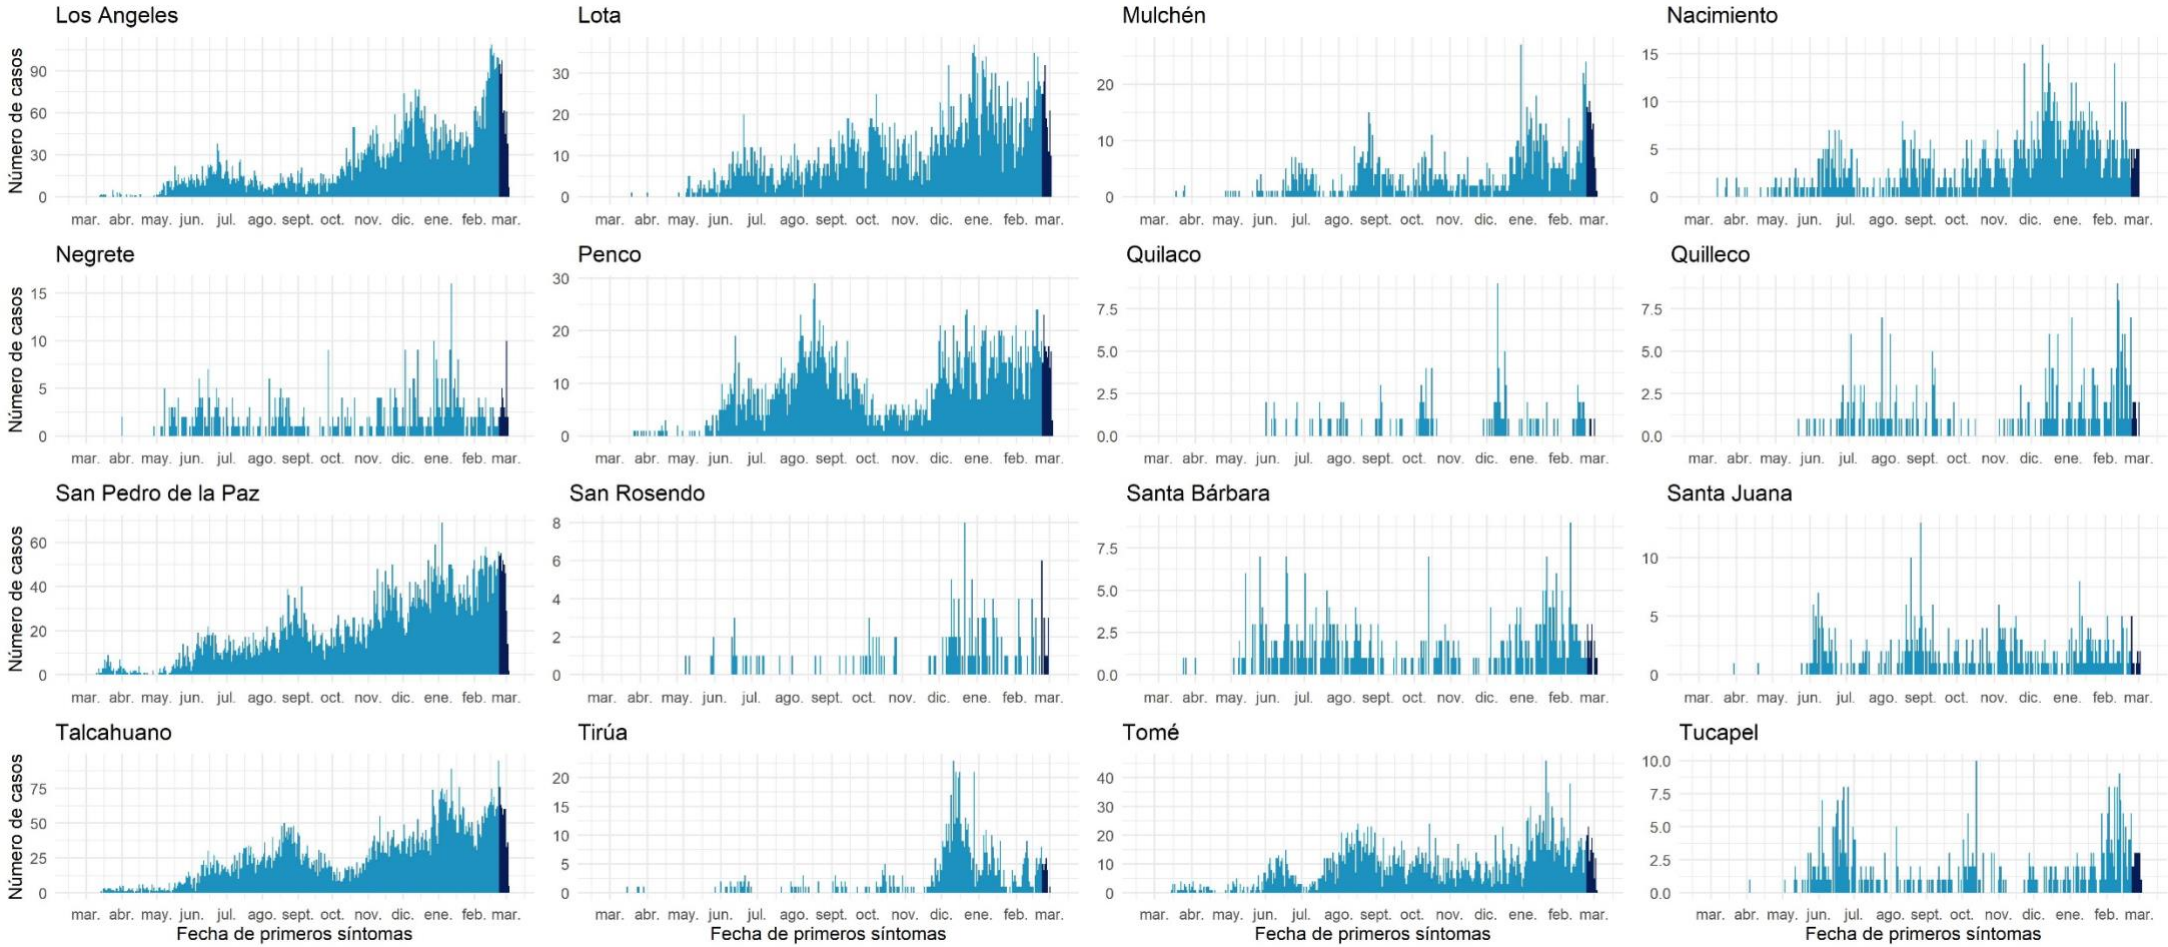 Los Angeles
Lota
Mulchén
Nacimiento
Número de casos
90
60
30
0
30
20
10
0
20
10
0
15
10
5
0
mar. abr. may. jun. jul. ago. sept. oct. nov. dic. ene. feb. mar.
mar. abr. may. jun. jul. ago. sept. oct. nov. dic. ene. feb. mar.
mar. abr. may. jun. jul. ago. sept. oct. nov. dic. ene. feb. mar.
mar. abr. may. jun. jul. ago. sept. oct. nov. dic. ene. feb. mar.
Negrete
Penco
Quilaco
Quilleco
Número de casos
15
10
5
0
30
20
10
0
7.5
5.0
2.5
0.0
7.5
5.0
2.5
0.0
mar. abr. may. jun. jul. ago. sept. oct. nov. dic. ene. feb. mar.
mar. abr. may. jun. jul. ago. sept. oct. nov. dic. ene. feb. mar.
mar. abr. may. jun. jul. ago. sept. oct. nov. dic. ene. feb. mar.
mar. abr. may. jun. jul. ago. sept. oct. nov. dic. ene. feb. mar.
San Pedro de la Paz
San Rosendo
Santa Bárbara
Santa Juana
Número de casos
60
40
20
0
8
6
4
2
0
7.5
5.0
2.5
0.0
10
5
0
mar. abr. may. jun. jul. ago. sept. oct. nov. dic. ene. feb. mar.
mar. abr. may. jun. jul. ago. sept. oct. nov. dic. ene. feb. mar.
mar. abr. may. jun. jul. ago. sept. oct. nov. dic. ene. feb. mar.
mar. abr. may. jun. jul. ago. sept. oct. nov. dic. ene. feb. mar.
Talcahuano
Tirúa
Tomé
Tucapel
Número de casos
75
50
25
0
20
15
10
5
0
40
30
20
10
0
10.0
7.5
5.0
2.5
0.0
mar. abr. may. jun. jul. ago. sept. oct. nov. dic. ene. feb. mar.
mar. abr. may. jun. jul. ago. sept. oct. nov. dic. ene. feb. mar.
mar. abr. may. jun. jul. ago. sept. oct. nov. dic. ene. feb. mar.
mar. abr. may. jun. jul. ago. sept. oct. nov. dic. ene. feb. mar.
Fecha de primeros síntomas
Fecha de primeros síntomas
Fecha de primeros síntomas
Fecha de primeros síntomas